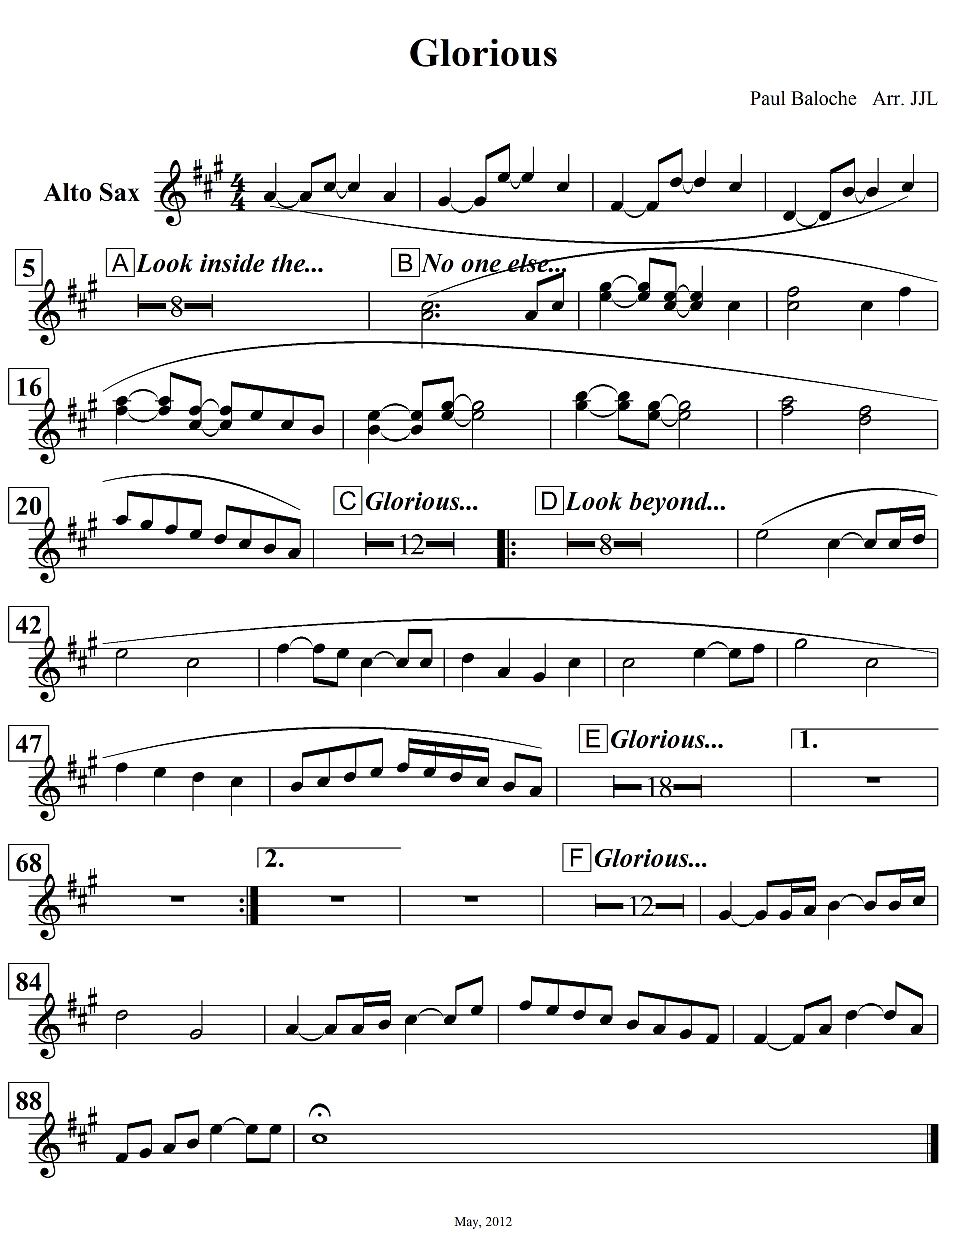 Glorious
Paul Baloche Arr. JJL
Alto Sax
4
4
5 A Look inside the... B No one else...
8
16
20 C Glorious... D Look beyond...
12 8
42
47 E Glorious... 1.
18
68 2. F Glorious...
12
84
88
May, 2012